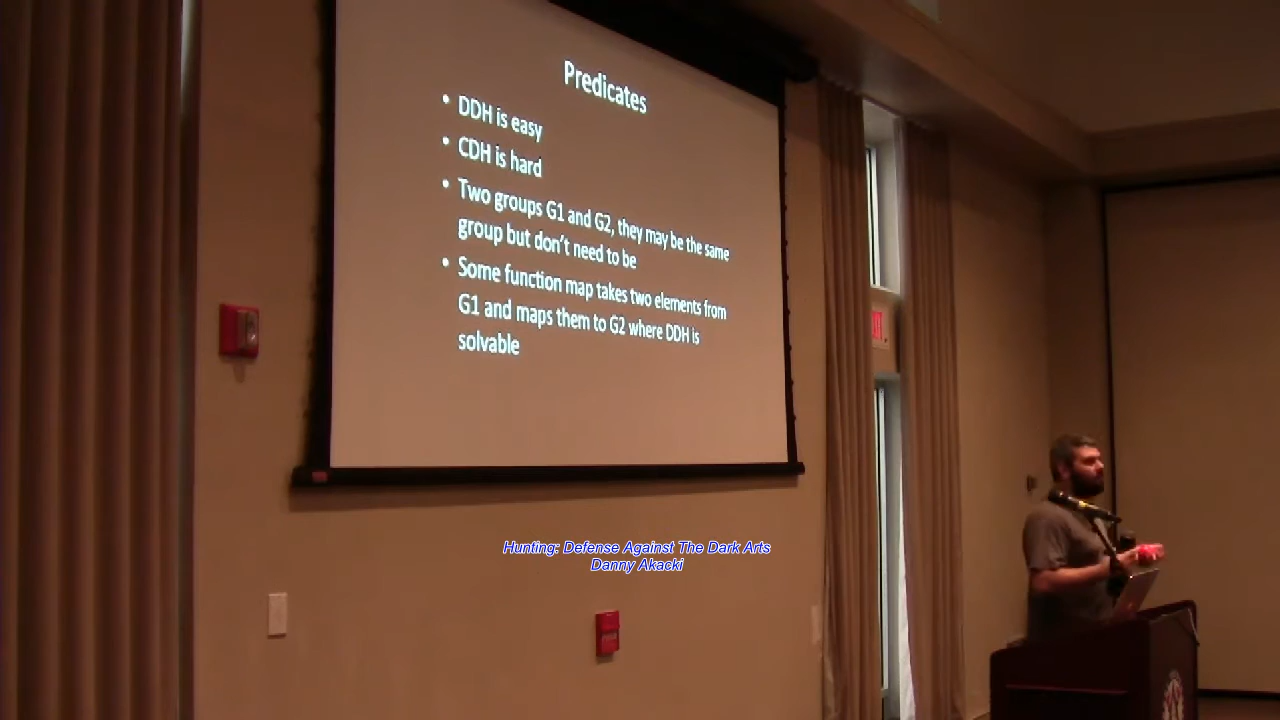 Predicates
• DDH is easy
• CDH is hard
• Two groups G1 and G2, they may be the same
group but don't need to be
• Some function map takes two elements from
G1 and maps them to G2 where DDH is
solvable
Hunting: Defense Against The Dark Arts
Danny Akacki